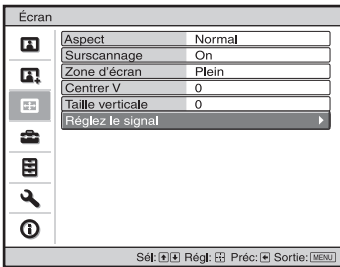 Écran
Aspect Normal
Surscannage On
Zone d'écran Plein
Centrer V 0
Taille verticale 0
Réglez le signal
Sél: Régl: Préc: Sortie: MENU